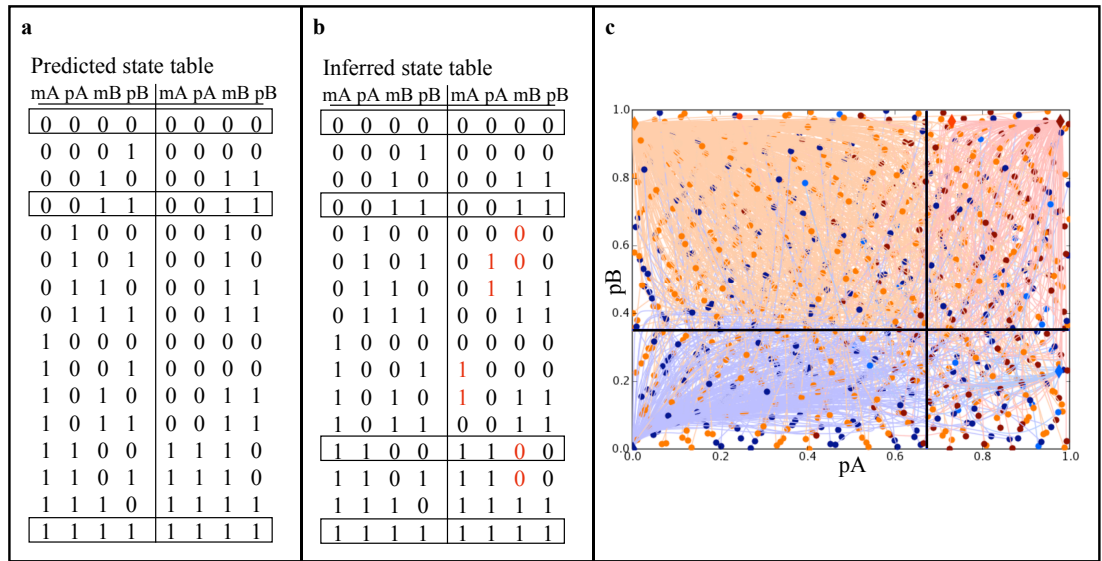 a
Predicted state table
mA pA mB pB mA pA mB pB
0 0 0 0 0 0 0 0
0 0 0 1 0 0 0 0
0 0 1 0 0 0 1 1
0 0 1 1 0 0 1 1
0 1 0 0 0 0 1 0
0 1 0 1 0 0 1 0
0 1 1 0 0 0 1 1
0 1 1 1 0 0 1 1
1 0 0 0 0 0 0 0
1 0 0 1 0 0 0 0
1 0 1 0 0 0 1 1
1 0 1 1 0 0 1 1
1 1 0 0 1 1 1 0
1 1 0 1 1 1 1 0
1 1 1 0 1 1 1 1
1 1 1 1 1 1 1 1
b
Inferred state table
mA pA mB pB mA pA mB pB
0 0 0 0 0 0 0 0
0 0 0 1 0 0 0 0
0 0 1 0 0 0 1 1
0 0 1 1 0 0 1 1
0 1 0 0 0 0 0 0
0 1 0 1 0 1 0 0
0 1 1 0 0 1 1 1
0 1 1 1 0 0 1 1
1 0 0 0 0 0 0 0
1 0 0 1 1 0 0 0
1 0 1 0 1 0 1 1
1 0 1 1 0 0 1 1
1 1 0 0 1 1 0 0
1 1 0 1 1 1 0 0
1 1 1 0 1 1 1 1
1 1 1 1 1 1 1 1
c
1.0
0.8
0.6
pB
0.4
0.2
0.0
0.0 0.2 0.4 0.6 0.8 1.0
pA